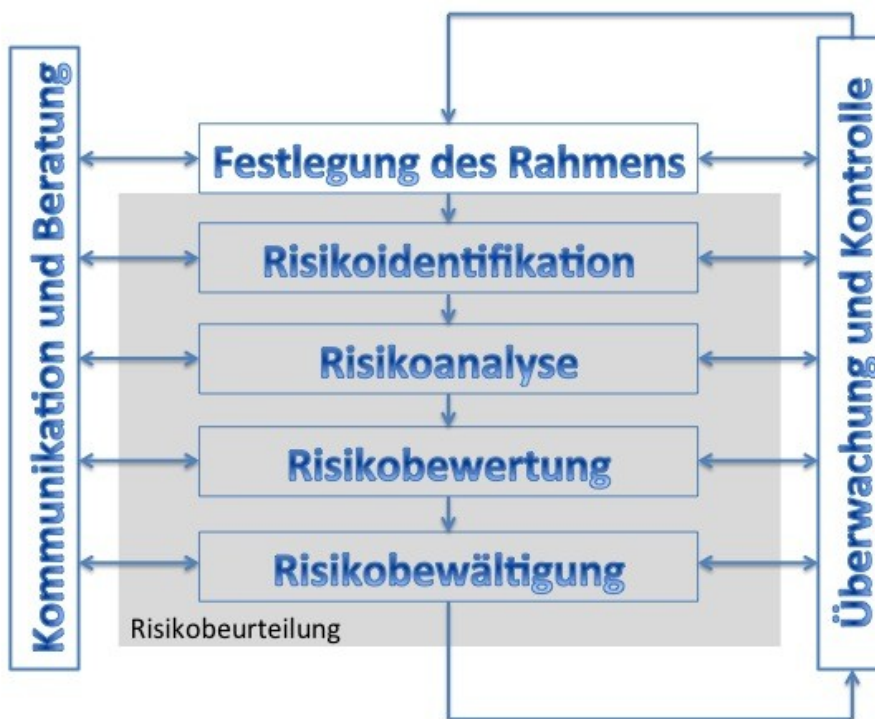 Kommunikation und Beratung
Festlegung des Rahmens
Risikoidentifikation
Risikoanalyse
Risikobewertung
Risikobewältigung
Risikobeurteilung
Überwachung und Kontrolle